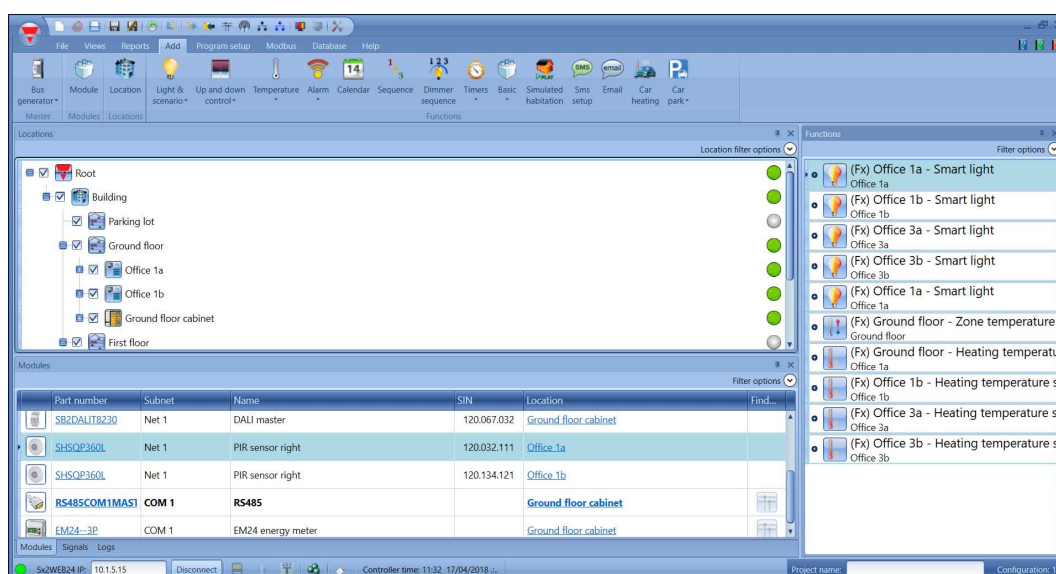 File Views Reports Add Program setup Modbus Database Help
Bus generator
Module
Location
Light & scenario
Up and down control
Temperature
Alarm
14
Calendar
Sequence
1 2 3
Dimmer sequence
Timers
Basic
PLAY
Simulated habitation
SMS
Sms setup
email
Email
Car heating
P
Car park
Master Modules Locations Functions
Locations
Location filter options
Root
Building
Parking lot
Ground floor
Office 1a
Office 1b
Ground floor cabinet
First floor
Modules
Filter options
Part number Subnet Name SIN Location Find...
SB2DALIT8230 Net 1 DALI master 120.067.032 Ground floor cabinet
SHSQP360L Net 1 PIR sensor right 120.032.111 Office 1a
SHSQP360L Net 1 PIR sensor right 120.134.121 Office 1b
RS485COM1MAST COM 1 RS485 Ground floor cabinet
EM24--3P COM 1 EM24 energy meter Ground floor cabinet
Modules Signals Logs
Functions
Filter options
(Fx) Office 1a - Smart light
Office 1a
(Fx) Office 1b - Smart light
Office 1b
(Fx) Office 3a - Smart light
Office 3a
(Fx) Office 3b - Smart light
Office 3b
(Fx) Office 1a - Smart light
Office 1a
(Fx) Ground floor - Zone temperature
Ground floor
(Fx) Ground floor - Heating temperatu
Office 1a
(Fx) Office 1b - Heating temperature s
Office 1b
(Fx) Office 3a - Heating temperature s
Office 3a
(Fx) Office 3b - Heating temperature s
Office 3b
Sx2WEB24 IP: 10.1.5.15 Disconnect Controller time: 11:32 17/04/2018 ... Project name: Configuration: 1